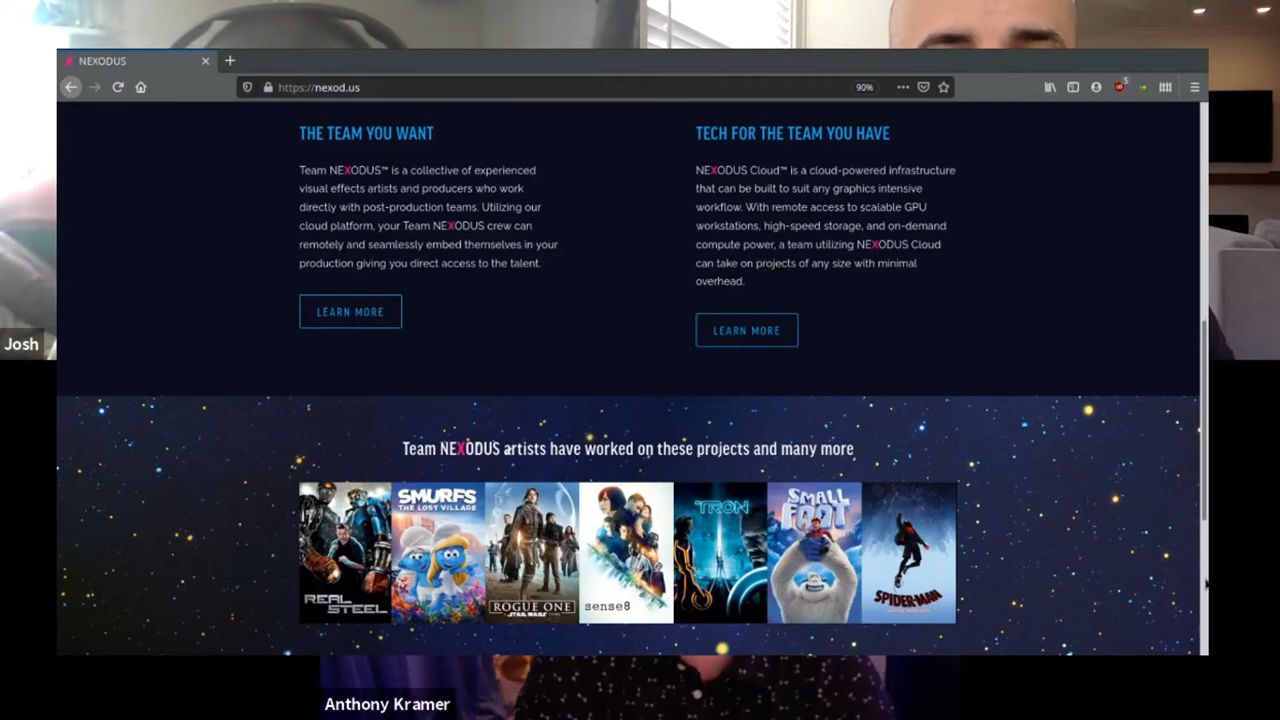 NEXODUS
https://nexod.us
90%
5
THE TEAM YOU WANT
Team NEXODUS™ is a collective of experienced
visual effects artists and producers who work
directly with post-production teams. Utilizing our
cloud platform, your Team NEXODUS crew can
remotely and seamlessly embed themselves in your
production giving you direct access to the talent.
LEARN MORE
TECH FOR THE TEAM YOU HAVE
NEXODUS Cloud™ is a cloud-powered infrastructure
that can be built to suit any graphics intensive
workflow. With remote access to scalable GPU
workstations, high-speed storage, and on-demand
compute power, a team utilizing NEXODUS Cloud
can take on projects of any size with minimal
overhead.
LEARN MORE
Josh
Team NEXODUS artists have worked on these projects and many more
REAL
STEEL
SMURFS
THE LOST VILLAGE
ROGUE ONE
sense8
TRON
SMALL
FOOT
SPIDER-MAN
Anthony Kramer